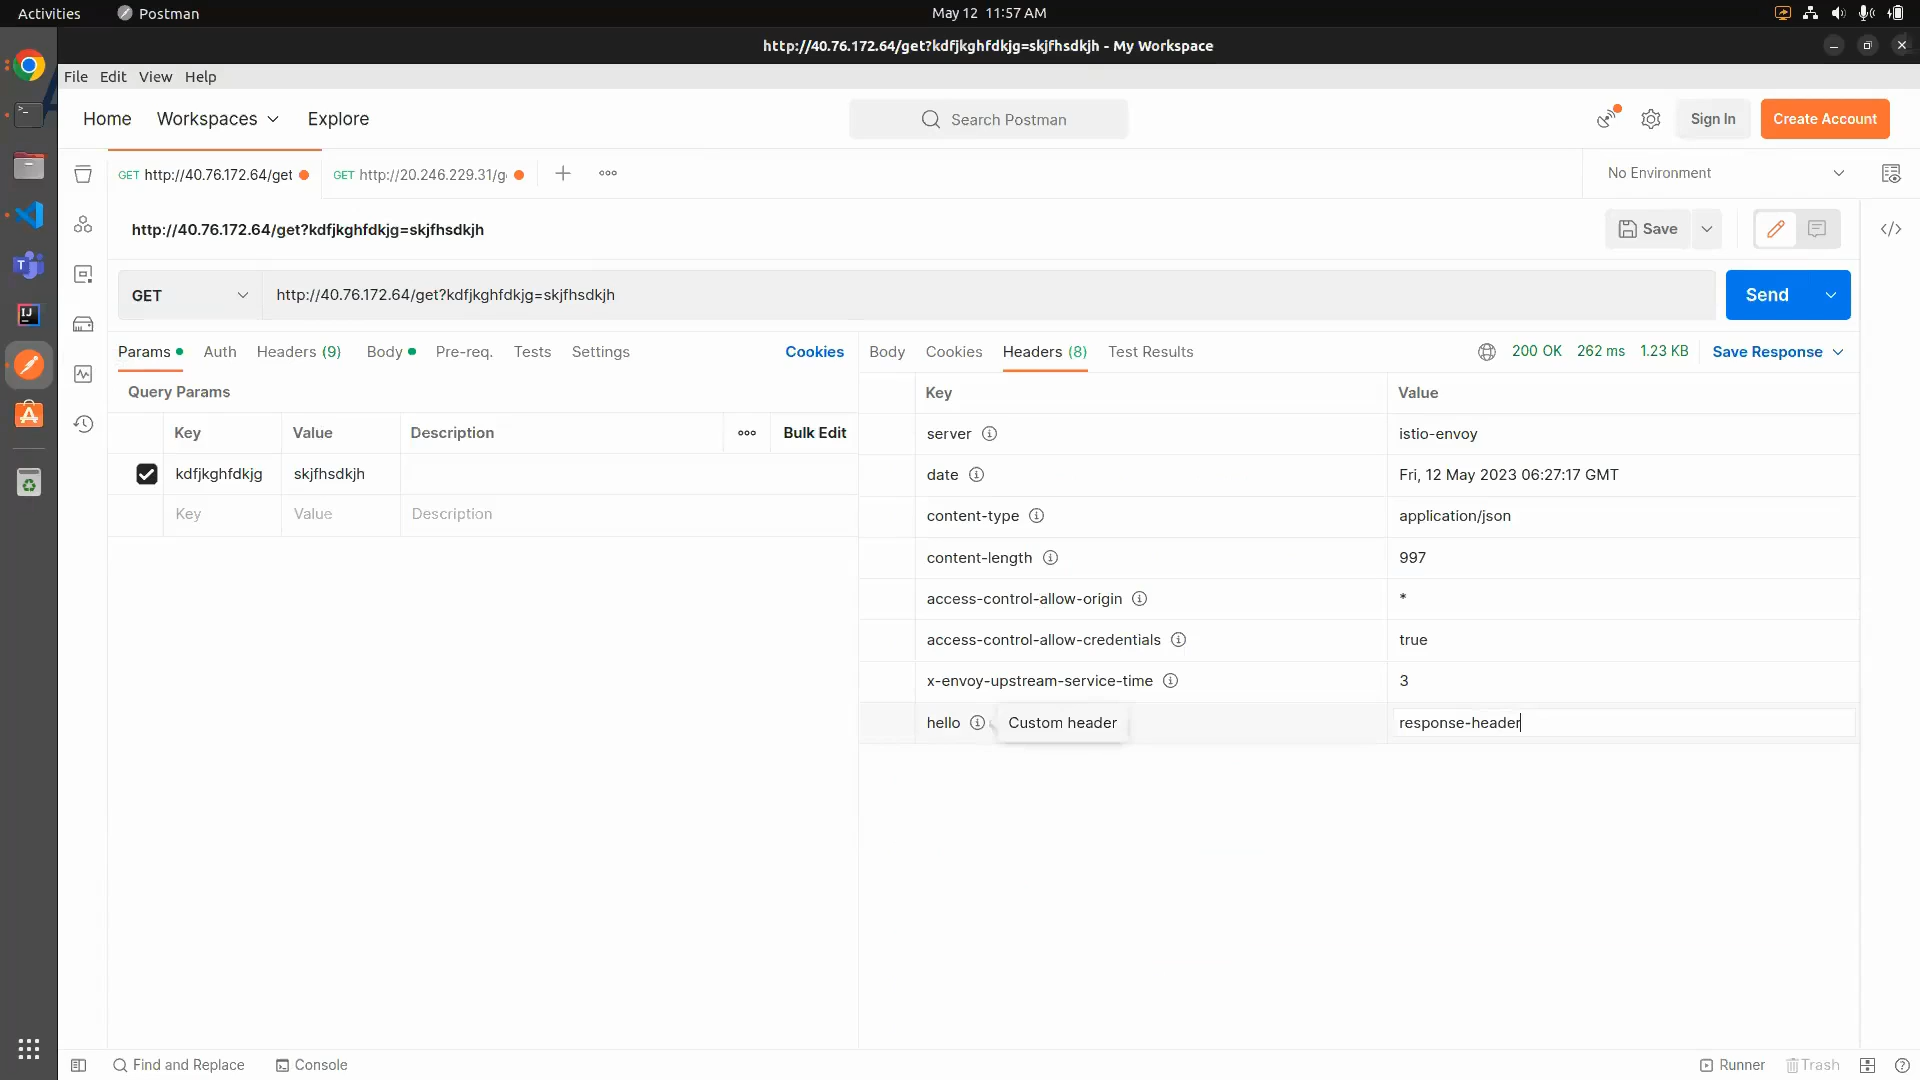 Activities Postman May 12 11:57 AM
http://40.76.172.64/get?kdfjkghfdkjg=skjfhsdkjh - My Workspace
File Edit View Help
Home Workspaces Explore Search Postman Sign In Create Account
GET http://40.76.172.64/get GET http://20.246.229.31/g No Environment
http://40.76.172.64/get?kdfjkghfdkjg=skjfhsdkjh Save
GET http://40.76.172.64/get?kdfjkghfdkjg=skjfhsdkjh Send
Params Auth Headers (9) Body Pre-req. Tests Settings Cookies
Body Cookies Headers (8) Test Results 200 OK 262 ms 1.23 KB Save Response
Query Params
Key Value Description Bulk Edit
kdfjkghfdkjg skjfhsdkjh
Key Value Description
Key Value
server istio-envoy
date Fri, 12 May 2023 06:27:17 GMT
content-type application/json
content-length 997
access-control-allow-origin *
access-control-allow-credentials true
x-envoy-upstream-service-time 3
hello Custom header response-header
Find and Replace Console Runner Trash